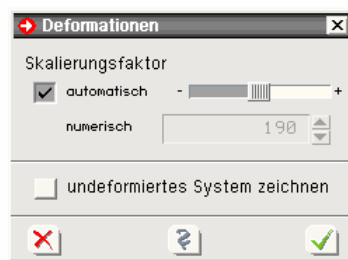 Deformationen
Skalierungsfaktor
automatisch - +
numerisch 190
undeformiertes System zeichnen